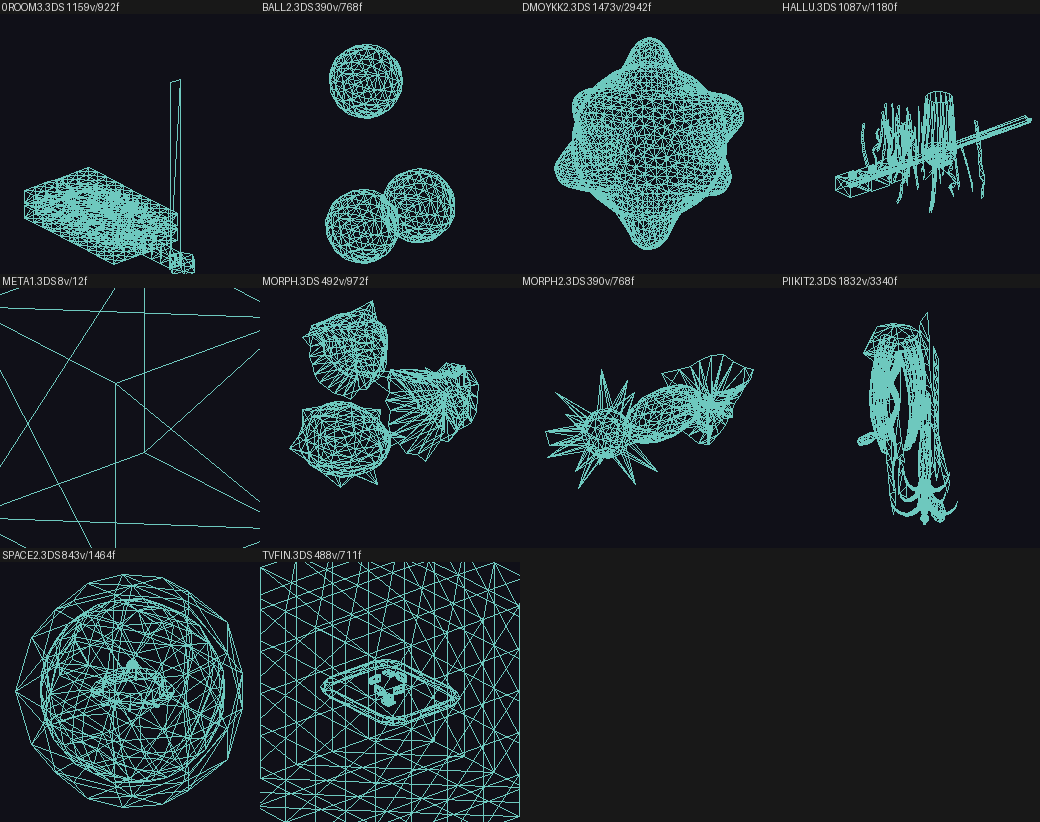 0ROOM3.3DS 1159v/922f
BALL2.3DS 390v/768f
DMOYKK2.3DS 1473v/2942f
HALLU.3DS 1087v/1180f
META1.3DS 8v/12f
MORPH.3DS 492v/972f
MORPH2.3DS 390v/768f
PIIKIT2.3DS 1832v/3340f
SPACE2.3DS 843v/1464f
TVFIN.3DS 488v/711f